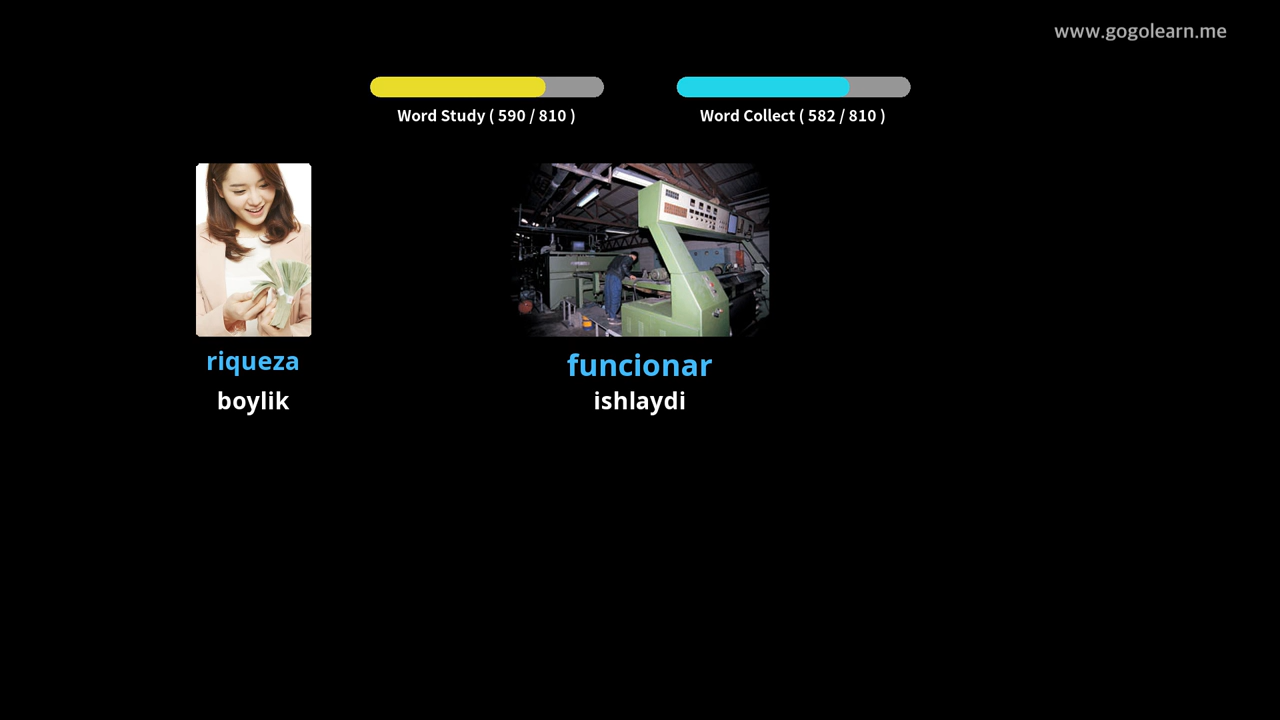 www.gogolearn.me
Word Study ( 590 / 810 )
Word Collect ( 582 / 810 )
riqueza
boylik
funcionar
ishlaydi